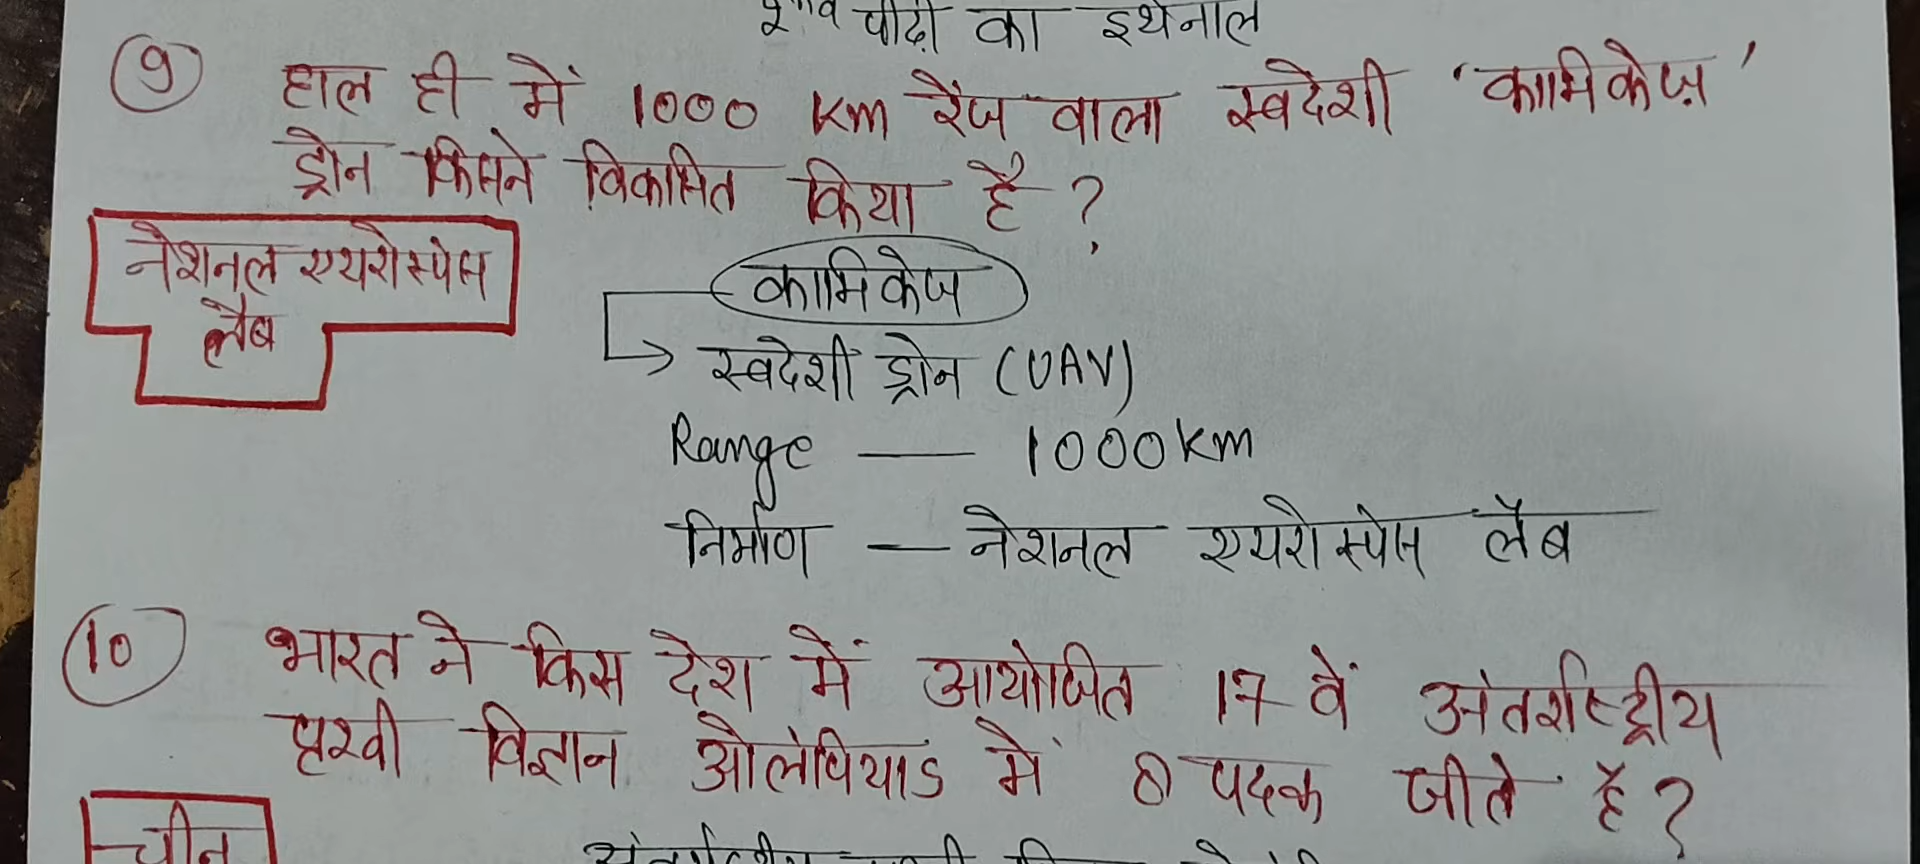 पीढ़ी का इथेनाल
9 हाल ही में 1000 Km रेंज वाला स्वदेशी 'कामिकेज़'
ड्रोन किसने विकसित किया है ?
नेशनल एयरोस्पेस
लैब
कामिकेज
स्वदेशी ड्रोन (UAV)
Range — 1000 Km
निर्माण — नेशनल एयरोस्पेस लैब
10 भारत ने किस देश में आयोजित 17 वें अंतर्राष्ट्रीय
पृथ्वी विज्ञान ओलंपियाड में 8 पदक जीते है ?
चीन